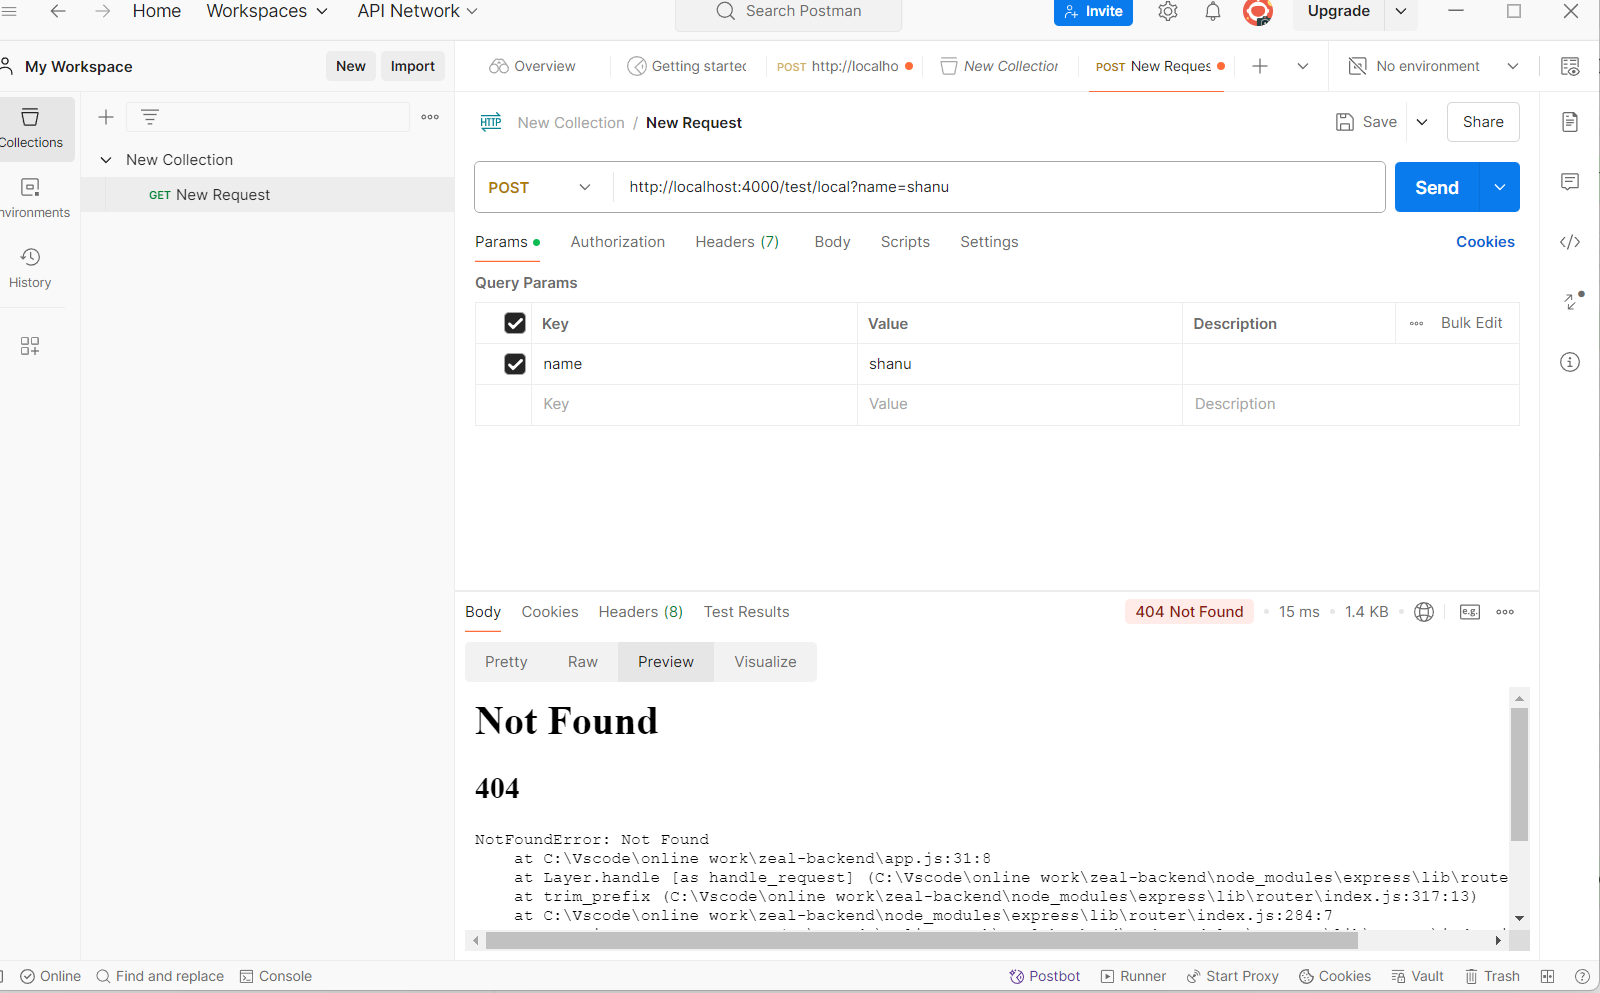 Home Workspaces API Network Search Postman Invite Upgrade
My Workspace New Import Overview Getting started POST http://localho New Collection POST New Reques No environment
Collections
New Collection
GET New Request
nvironments
History
HTTP New Collection / New Request Save Share
POST http://localhost:4000/test/local?name=shanu Send
Params Authorization Headers (7) Body Scripts Settings Cookies
Query Params
Key Value Description Bulk Edit
name shanu
Key Value Description
Body Cookies Headers (8) Test Results 404 Not Found 15 ms 1.4 KB e.g.
Pretty Raw Preview Visualize
Not Found
404
NotFoundError: Not Found
at C:\Vscode\online work\zeal-backend\app.js:31:8
at Layer.handle [as handle_request] (C:\Vscode\online work\zeal-backend\node_modules\express\lib\route
at trim_prefix (C:\Vscode\online work\zeal-backend\node_modules\express\lib\router\index.js:317:13)
at C:\Vscode\online work\zeal-backend\node_modules\express\lib\router\index.js:284:7
Online Find and replace Console Postbot Runner Start Proxy Cookies Vault Trash